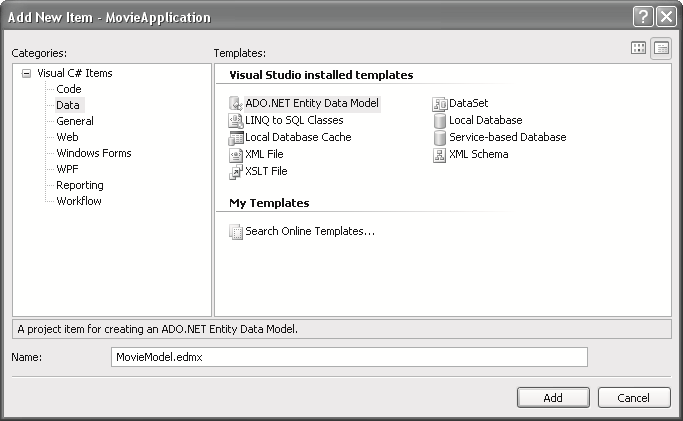 Add New Item - MovieApplication
Categories:
Templates:
Visual C# Items
Code
Data
General
Web
Windows Forms
WPF
Reporting
Workflow
Visual Studio installed templates
ADO.NET Entity Data Model
LINQ to SQL Classes
Local Database Cache
XML File
XSLT File
DataSet
Local Database
Service-based Database
XML Schema
My Templates
Search Online Templates...
A project item for creating an ADO.NET Entity Data Model.
Name:
MovieModel.edmx
Add
Cancel